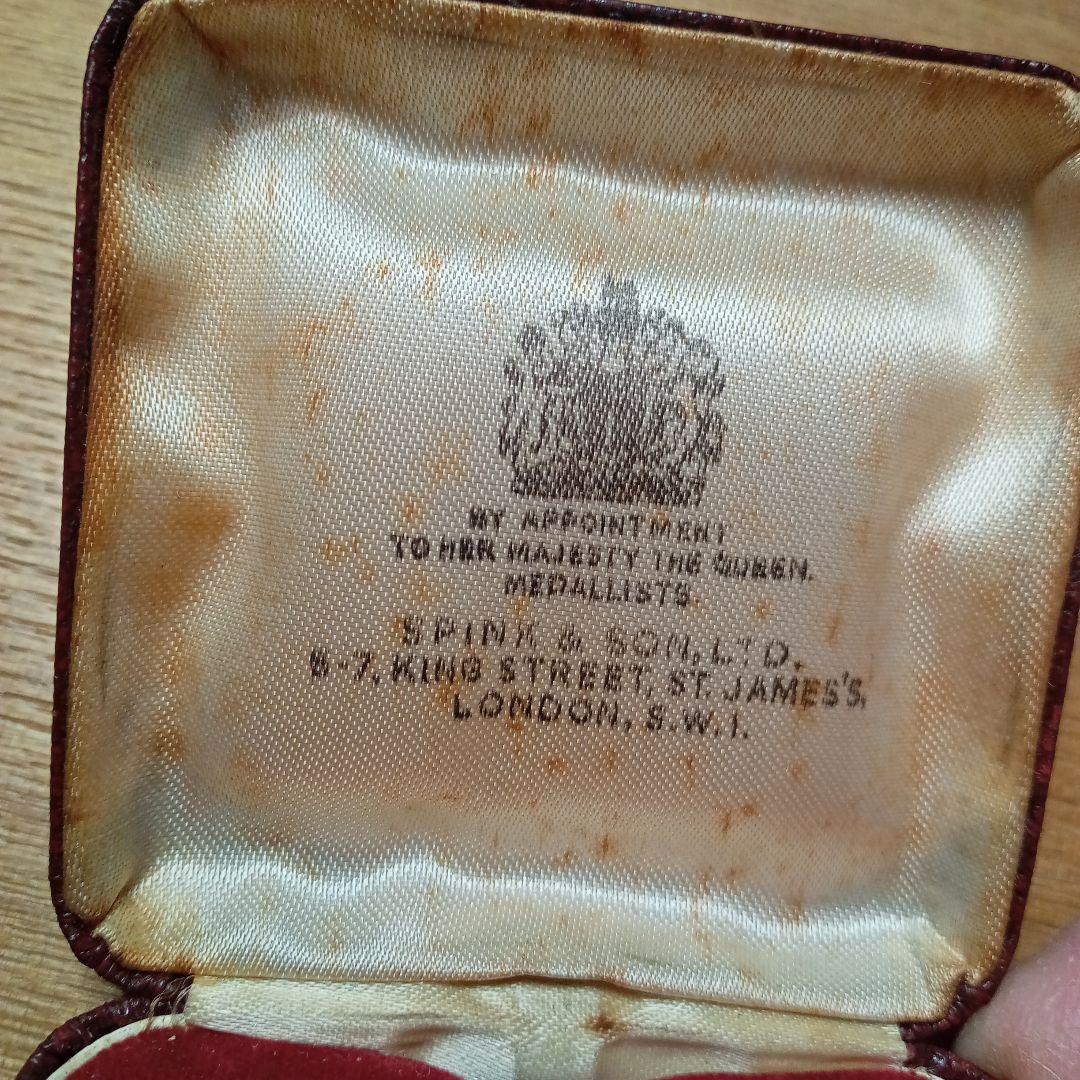 BY APPOINTMENT
TO HER MAJESTY THE QUEEN.
MEDALLISTS
SPINK & SON, LTD.
5-7, KING STREET, ST. JAMES'S,
LONDON, S.W.1.